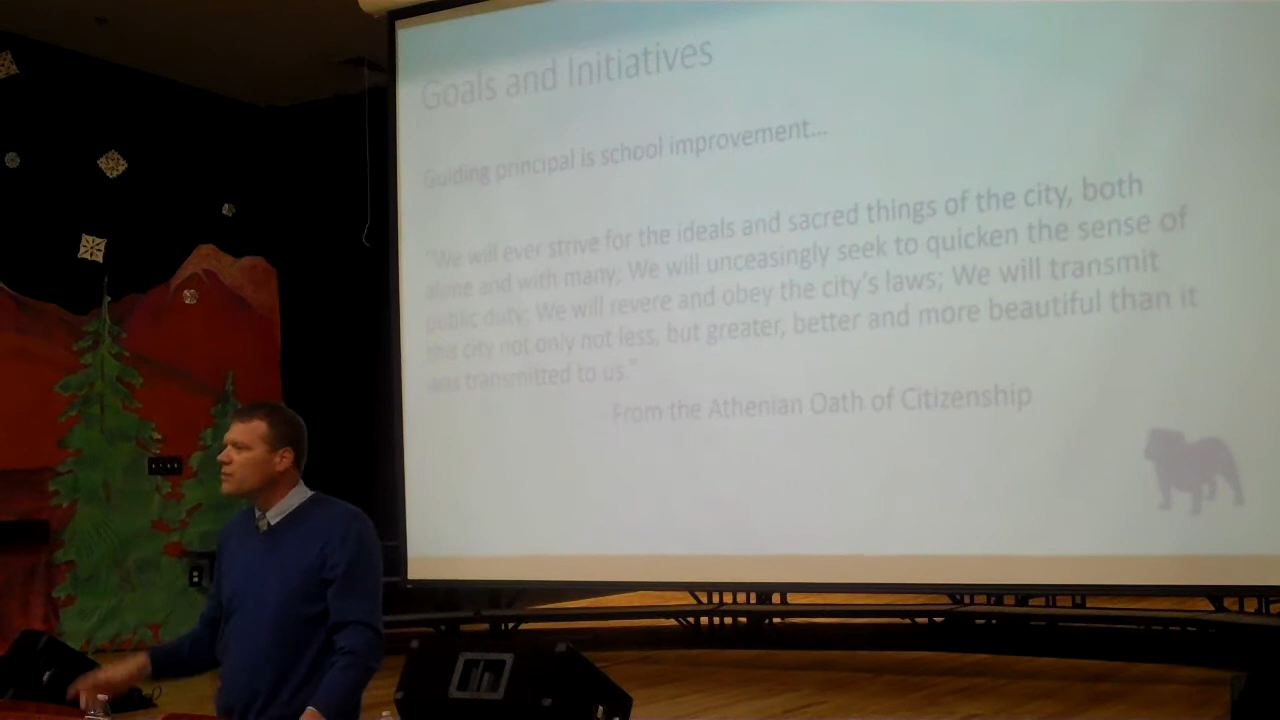 Goals and Initiatives
Guiding principal is school improvement...
"We will ever strive for the ideals and sacred things of the city, both
alone and with many; We will unceasingly seek to quicken the sense of
public duty; We will revere and obey the city's laws; We will transmit
this city not only not less, but greater, better and more beautiful than it
was transmitted to us."
- From the Athenian Oath of Citizenship